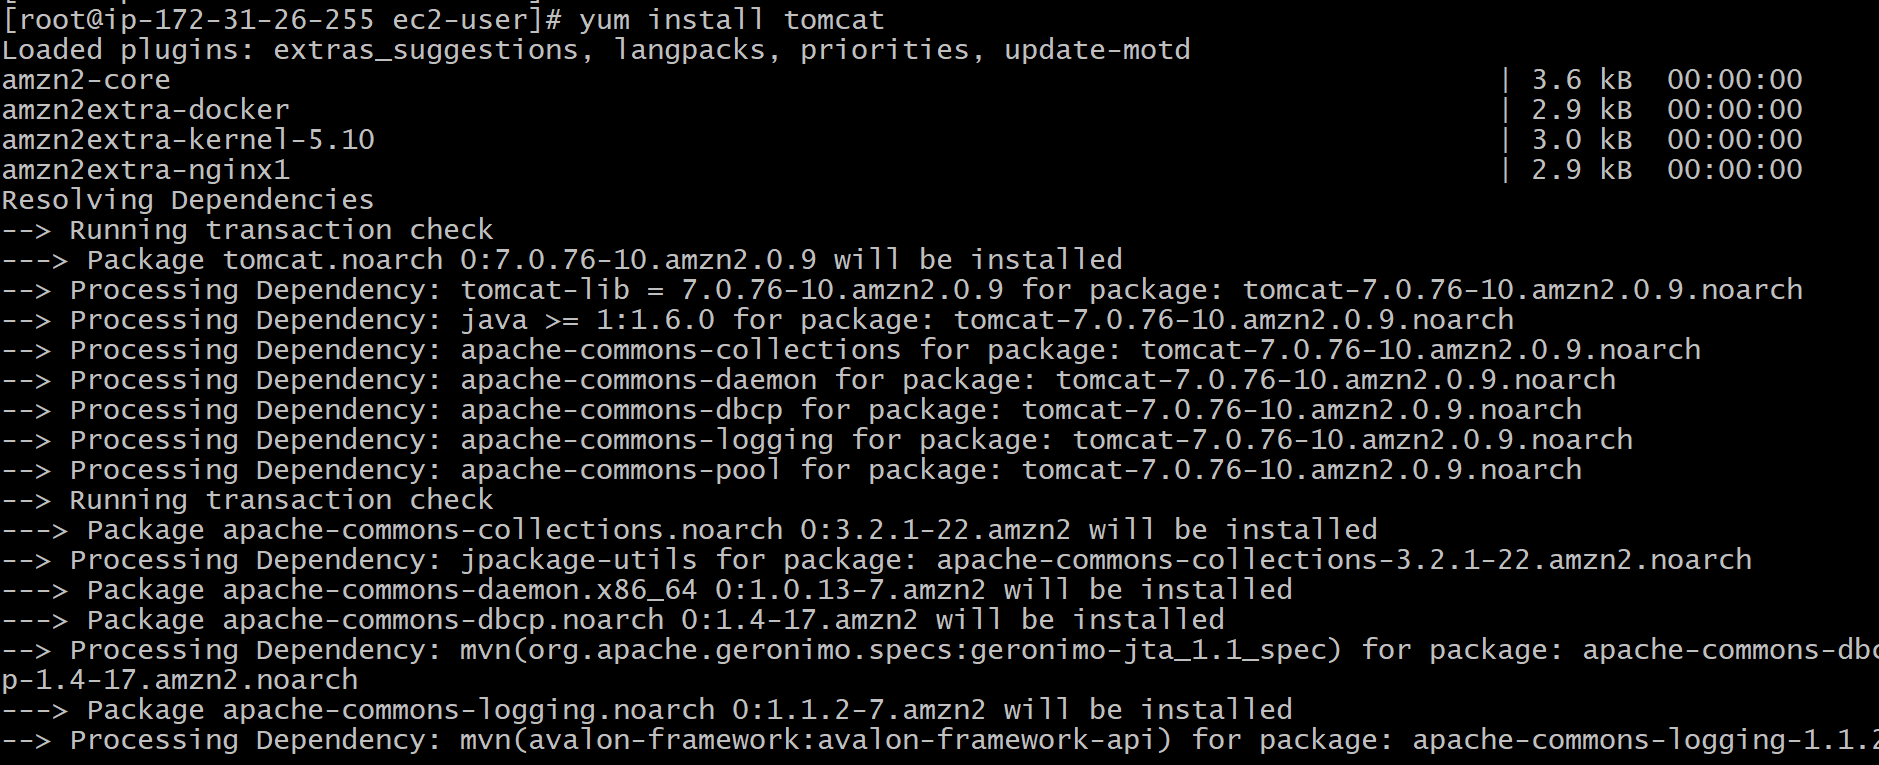 [root@ip-172-31-26-255 ec2-user]# yum install tomcat
Loaded plugins: extras_suggestions, langpacks, priorities, update-motd
amzn2-core | 3.6 kB 00:00:00
amzn2extra-docker | 2.9 kB 00:00:00
amzn2extra-kernel-5.10 | 3.0 kB 00:00:00
amzn2extra-nginx1 | 2.9 kB 00:00:00
Resolving Dependencies
--> Running transaction check
---> Package tomcat.noarch 0:7.0.76-10.amzn2.0.9 will be installed
--> Processing Dependency: tomcat-lib = 7.0.76-10.amzn2.0.9 for package: tomcat-7.0.76-10.amzn2.0.9.noarch
--> Processing Dependency: java >= 1:1.6.0 for package: tomcat-7.0.76-10.amzn2.0.9.noarch
--> Processing Dependency: apache-commons-collections for package: tomcat-7.0.76-10.amzn2.0.9.noarch
--> Processing Dependency: apache-commons-daemon for package: tomcat-7.0.76-10.amzn2.0.9.noarch
--> Processing Dependency: apache-commons-dbcp for package: tomcat-7.0.76-10.amzn2.0.9.noarch
--> Processing Dependency: apache-commons-logging for package: tomcat-7.0.76-10.amzn2.0.9.noarch
--> Processing Dependency: apache-commons-pool for package: tomcat-7.0.76-10.amzn2.0.9.noarch
--> Running transaction check
---> Package apache-commons-collections.noarch 0:3.2.1-22.amzn2 will be installed
--> Processing Dependency: jpackage-utils for package: apache-commons-collections-3.2.1-22.amzn2.noarch
---> Package apache-commons-daemon.x86_64 0:1.0.13-7.amzn2 will be installed
---> Package apache-commons-dbcp.noarch 0:1.4-17.amzn2 will be installed
--> Processing Dependency: mvn(org.apache.geronimo.specs:geronimo-jta_1.1_spec) for package: apache-commons-dbc
p-1.4-17.amzn2.noarch
---> Package apache-commons-logging.noarch 0:1.1.2-7.amzn2 will be installed
--> Processing Dependency: mvn(avalon-framework:avalon-framework-api) for package: apache-commons-logging-1.1.2